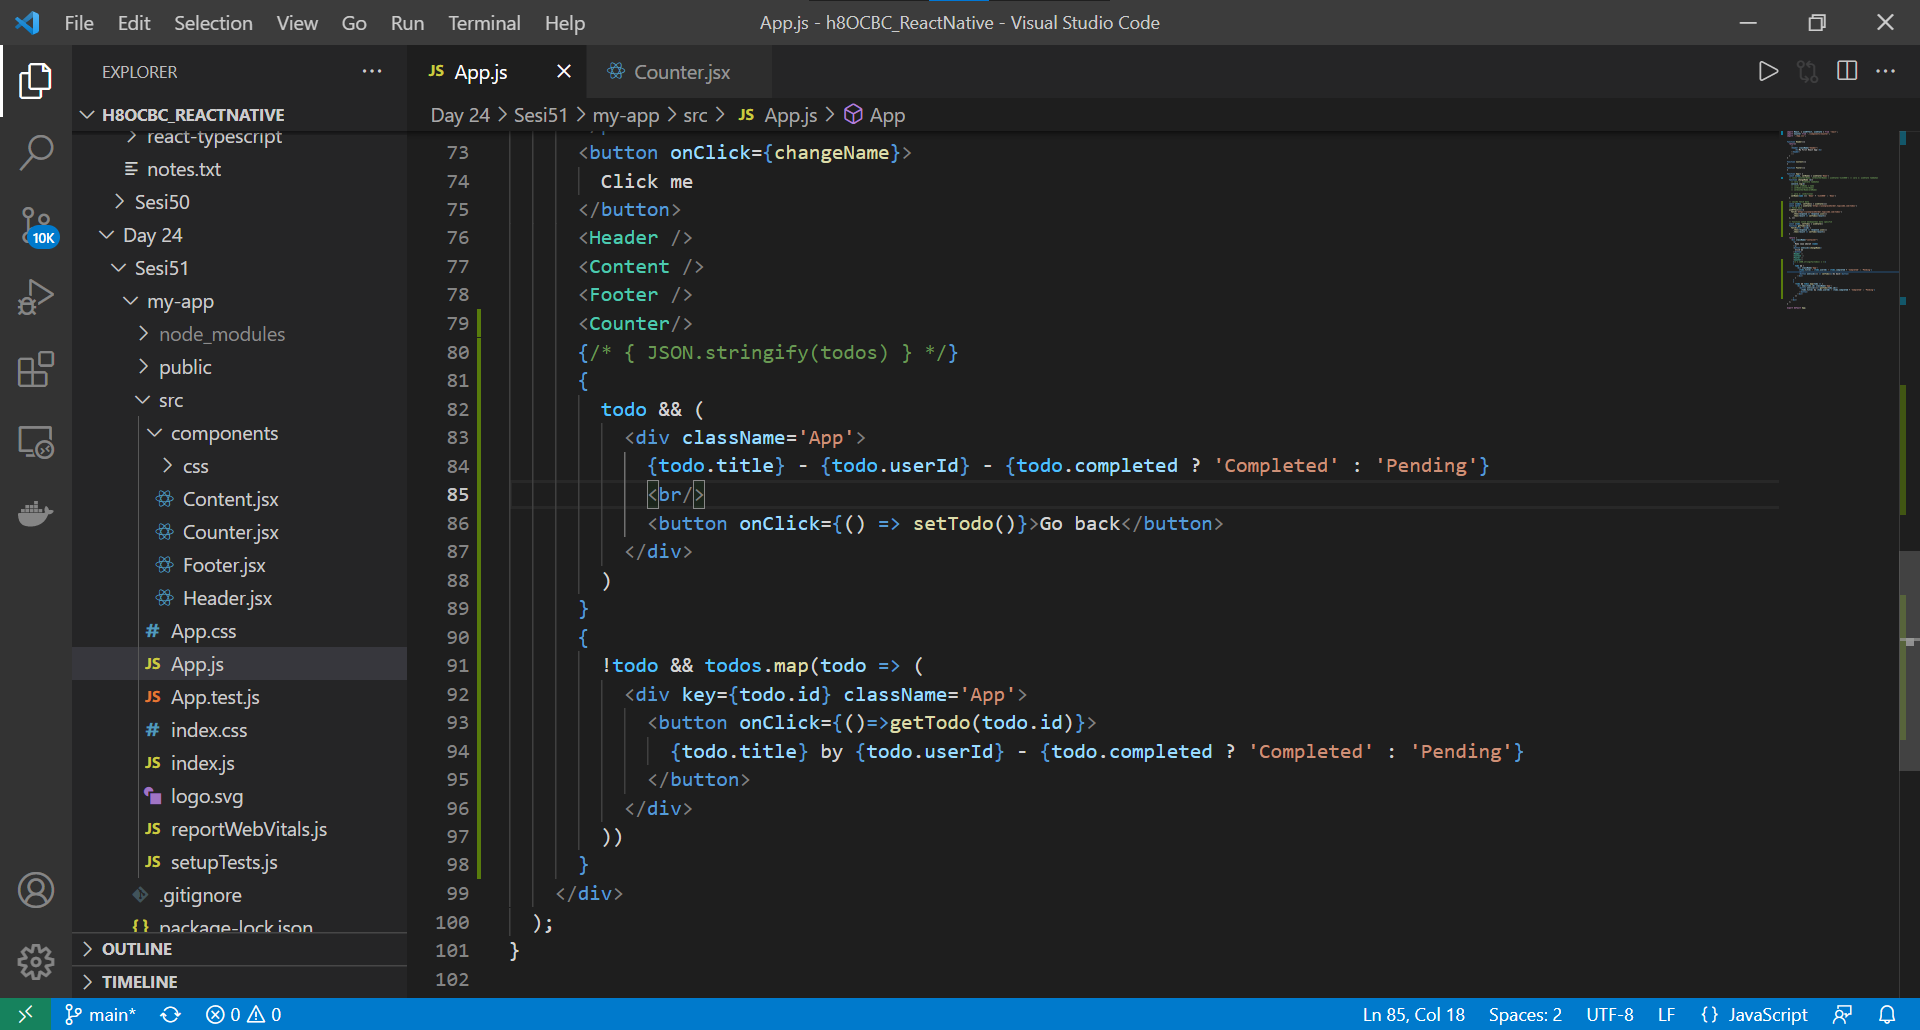 File Edit Selection View Go Run Terminal Help
App.js - h8OCBC_ReactNative - Visual Studio Code
EXPLORER
H8OCBC_REACTNATIVE
react-typescript
notes.txt
Sesi50
Day 24
Sesi51
my-app
node_modules
public
src
components
css
Content.jsx
Counter.jsx
Footer.jsx
Header.jsx
# App.css
JS App.js
JS App.test.js
# index.css
JS index.js
logo.svg
JS reportWebVitals.js
JS setupTests.js
.gitignore
{} package-lock.json
OUTLINE
TIMELINE
10K
JS App.js
Counter.jsx
Day 24 > Sesi51 > my-app > src > JS App.js > App
73 <button onClick={changeName}>
74 Click me
75 </button>
76 <Header />
77 <Content />
78 <Footer />
79 <Counter/>
80 {/* { JSON.stringify(todos) } */}
81 {
82 todo && (
83 <div className='App'>
84 {todo.title} - {todo.userId} - {todo.completed ? 'Completed' : 'Pending'}
85 <br/>
86 <button onClick={() => setTodo()}>Go back</button>
87 </div>
88 )
89 }
90 {
91 !todo && todos.map(todo => (
92 <div key={todo.id} className='App'>
93 <button onClick={()=>getTodo(todo.id)}>
94 {todo.title} by {todo.userId} - {todo.completed ? 'Completed' : 'Pending'}
95 </button>
96 </div>
97 ))
98 }
99 </div>
100 );
101 }
102
main* 0 0 Ln 85, Col 18 Spaces: 2 UTF-8 LF {} JavaScript